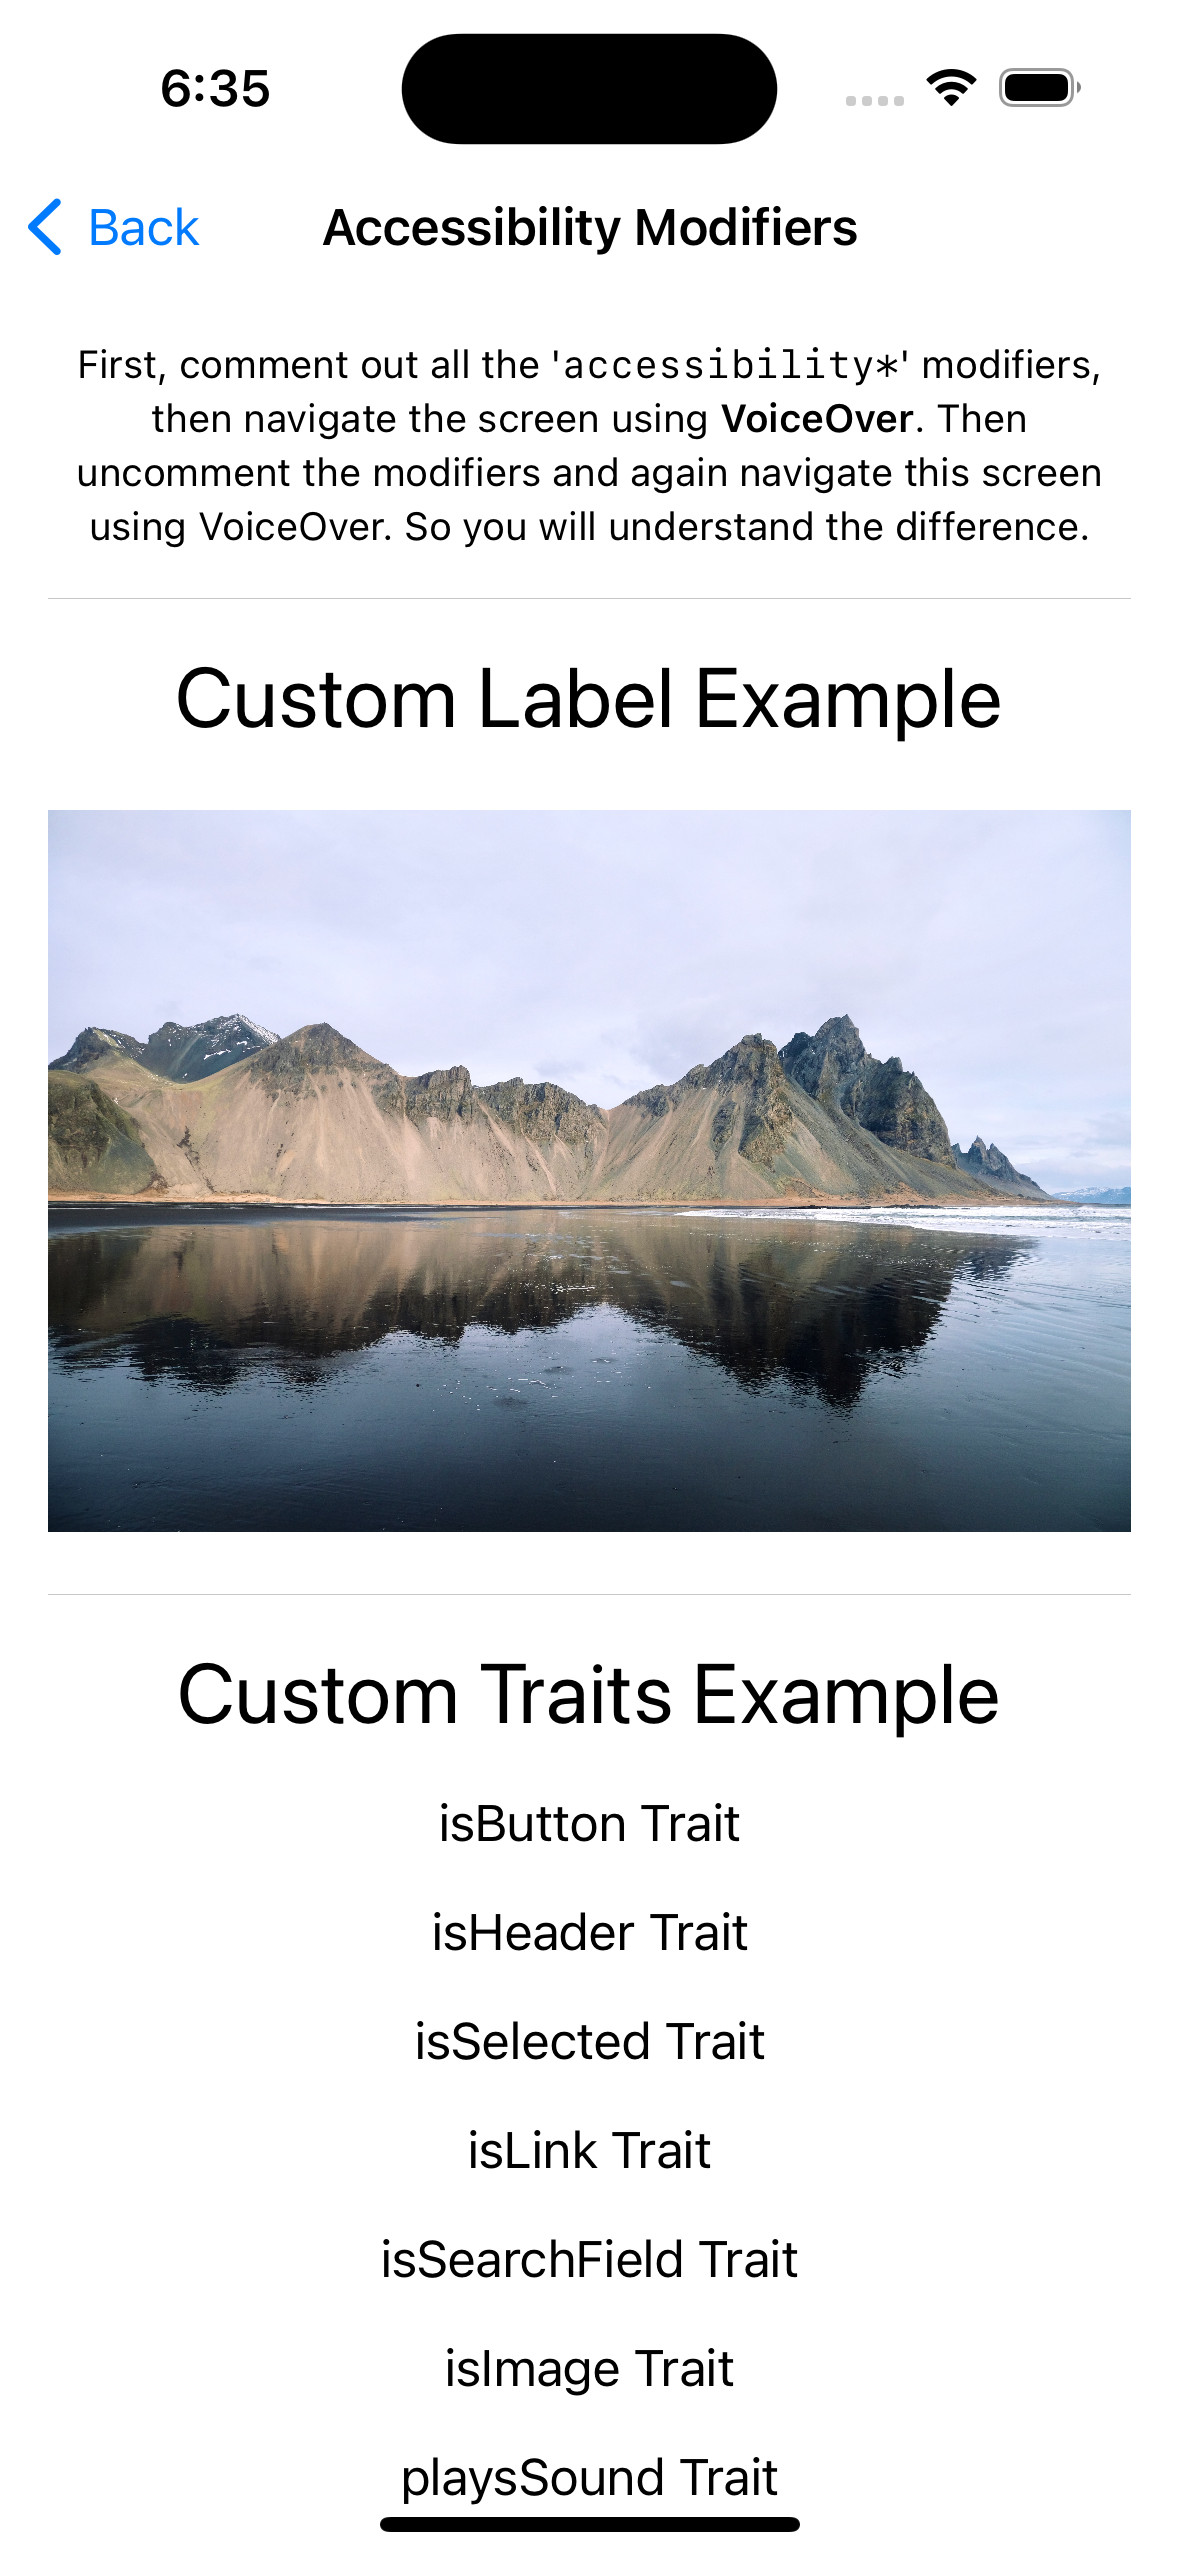 6:35
Back
Accessibility Modifiers
First, comment out all the 'accessibility*' modifiers,
then navigate the screen using VoiceOver. Then
uncomment the modifiers and again navigate this screen
using VoiceOver. So you will understand the difference.
Custom Label Example
Custom Traits Example
isButton Trait
isHeader Trait
isSelected Trait
isLink Trait
isSearchField Trait
isImage Trait
playsSound Trait